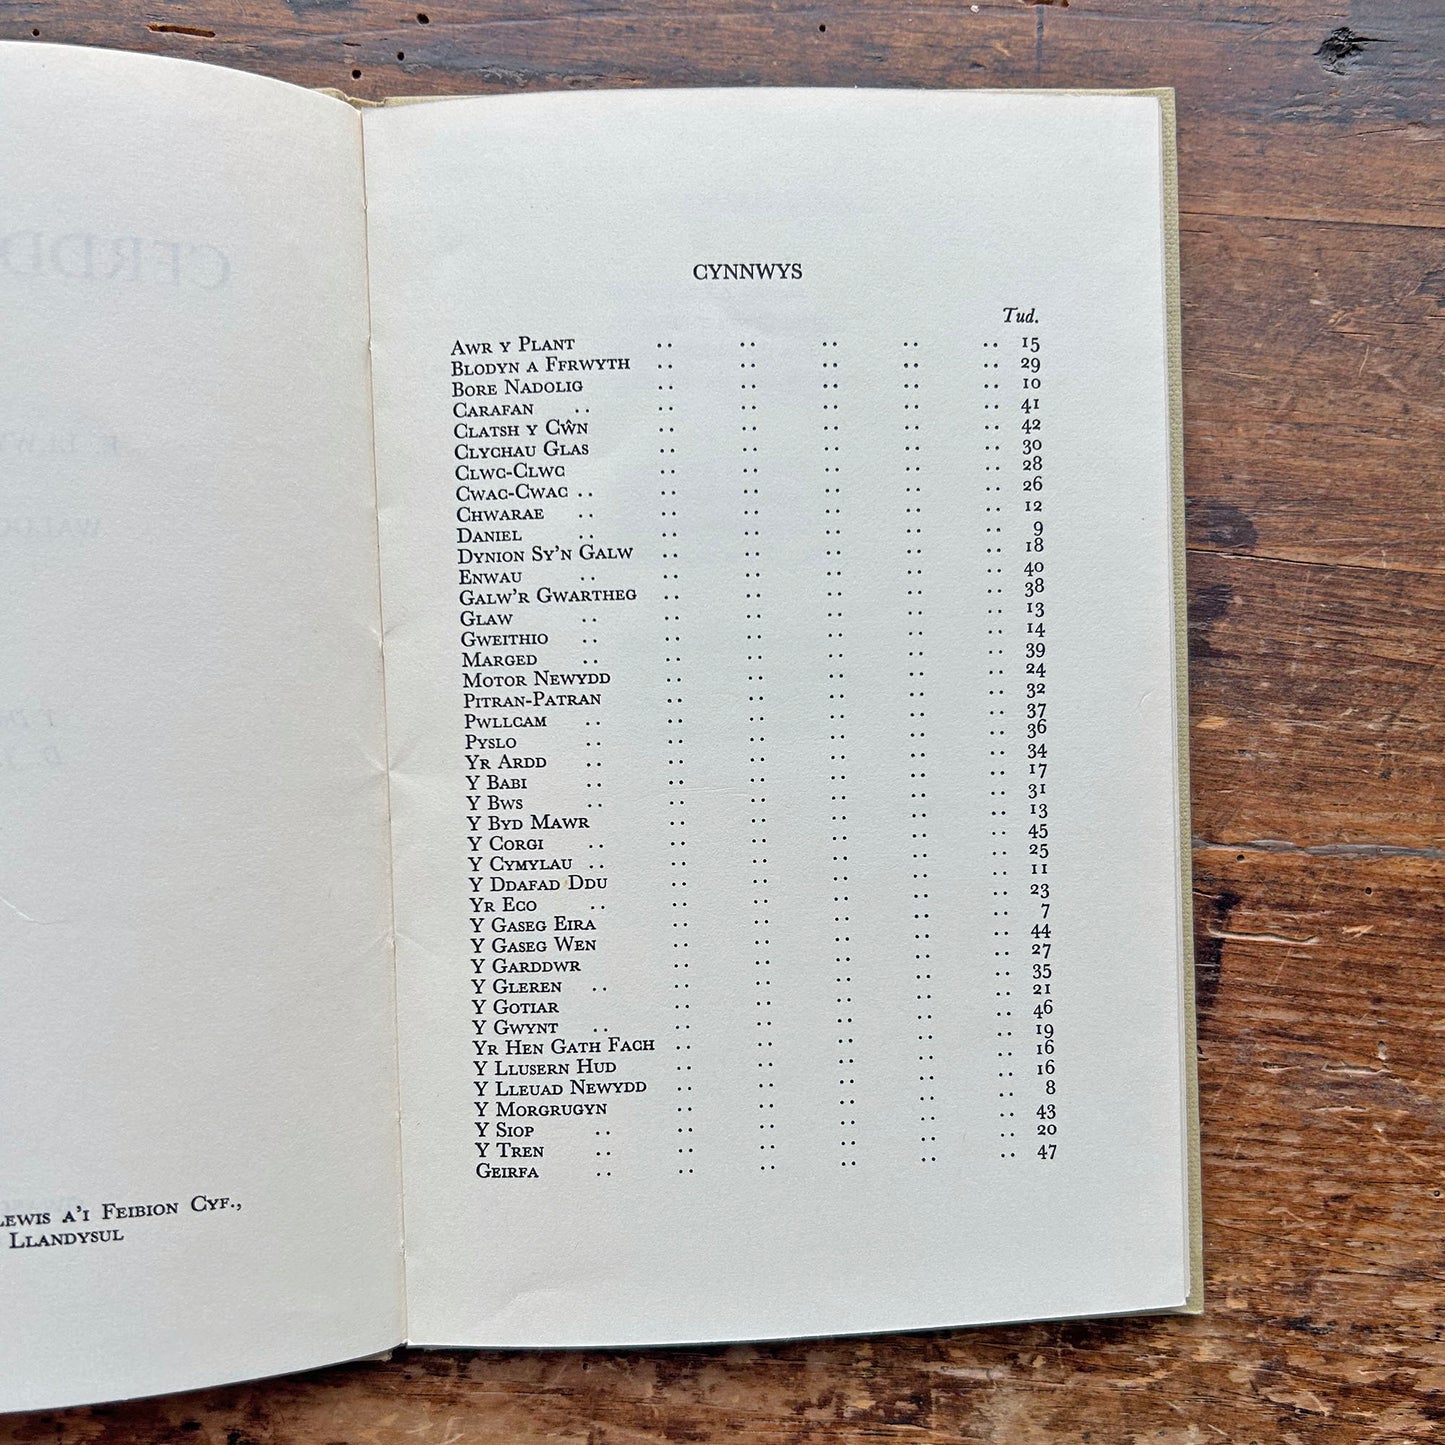 LEWIS A'I FEIBION CYF.,
LLANDYSUL
CYNNWYS
Tud.
AWR Y PLANT .. .. .. .. .. 15
BLODYN A FFRWYTH .. .. .. .. .. 29
BORE NADOLIG .. .. .. .. .. 10
CARAFAN .. .. .. .. .. .. 41
CLATSH Y CŴN .. .. .. .. .. 42
CLYCHAU GLAS .. .. .. .. .. 30
CLWC-CLWC .. .. .. .. .. 28
CWAC-CWAC .. .. .. .. .. .. 26
CHWARAE .. .. .. .. .. .. 12
DANIEL .. .. .. .. .. .. 9
DYNION SY'N GALW .. .. .. .. .. 18
ENWAU .. .. .. .. .. .. 40
GALW'R GWARTHEG .. .. .. .. .. 38
GLAW .. .. .. .. .. .. 13
GWEITHIO .. .. .. .. .. .. 14
MARGED .. .. .. .. .. .. 39
MOTOR NEWYDD .. .. .. .. .. 24
PITRAN-PATRAN .. .. .. .. .. 32
PWLLCAM .. .. .. .. .. .. 37
PYSLO .. .. .. .. .. .. 36
YR ARDD .. .. .. .. .. .. 34
Y BABI .. .. .. .. .. .. 17
Y BWS .. .. .. .. .. .. 31
Y BYD MAWR .. .. .. .. .. 13
Y CORGI .. .. .. .. .. .. 45
Y CYMYLAU .. .. .. .. .. .. 25
Y DDAFAD DDU .. .. .. .. .. 11
YR ECO .. .. .. .. .. .. 23
Y GASEG EIRA .. .. .. .. .. 7
Y GASEG WEN .. .. .. .. .. 44
Y GARDDWR .. .. .. .. .. 27
Y GLEREN .. .. .. .. .. .. 35
Y GOTIAR .. .. .. .. .. 21
Y GWYNT .. .. .. .. .. .. 46
YR HEN GATH FACH .. .. .. .. .. 19
Y LLUSERN HUD .. .. .. .. .. 16
Y LLEUAD NEWYDD .. .. .. .. .. 16
Y MORGRUGYN .. .. .. .. .. 8
Y SIOP .. .. .. .. .. .. 43
Y TREN .. .. .. .. .. .. 20
GEIRFA .. .. .. .. .. .. 47